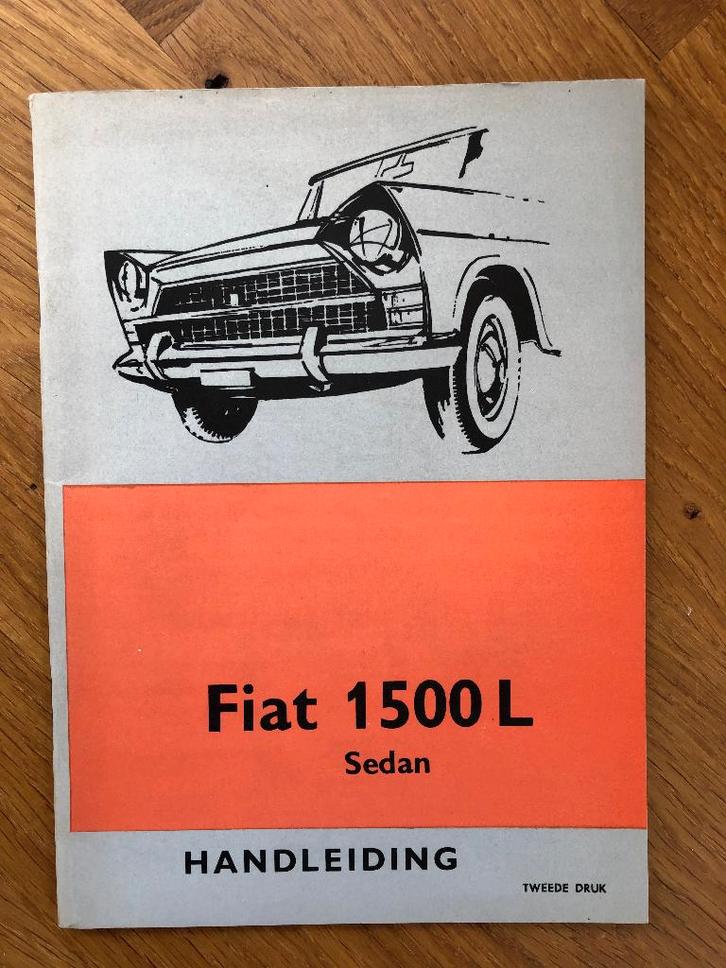 Fiat 1500 L
Sedan
HANDLEIDING
TWEEDE DRUK